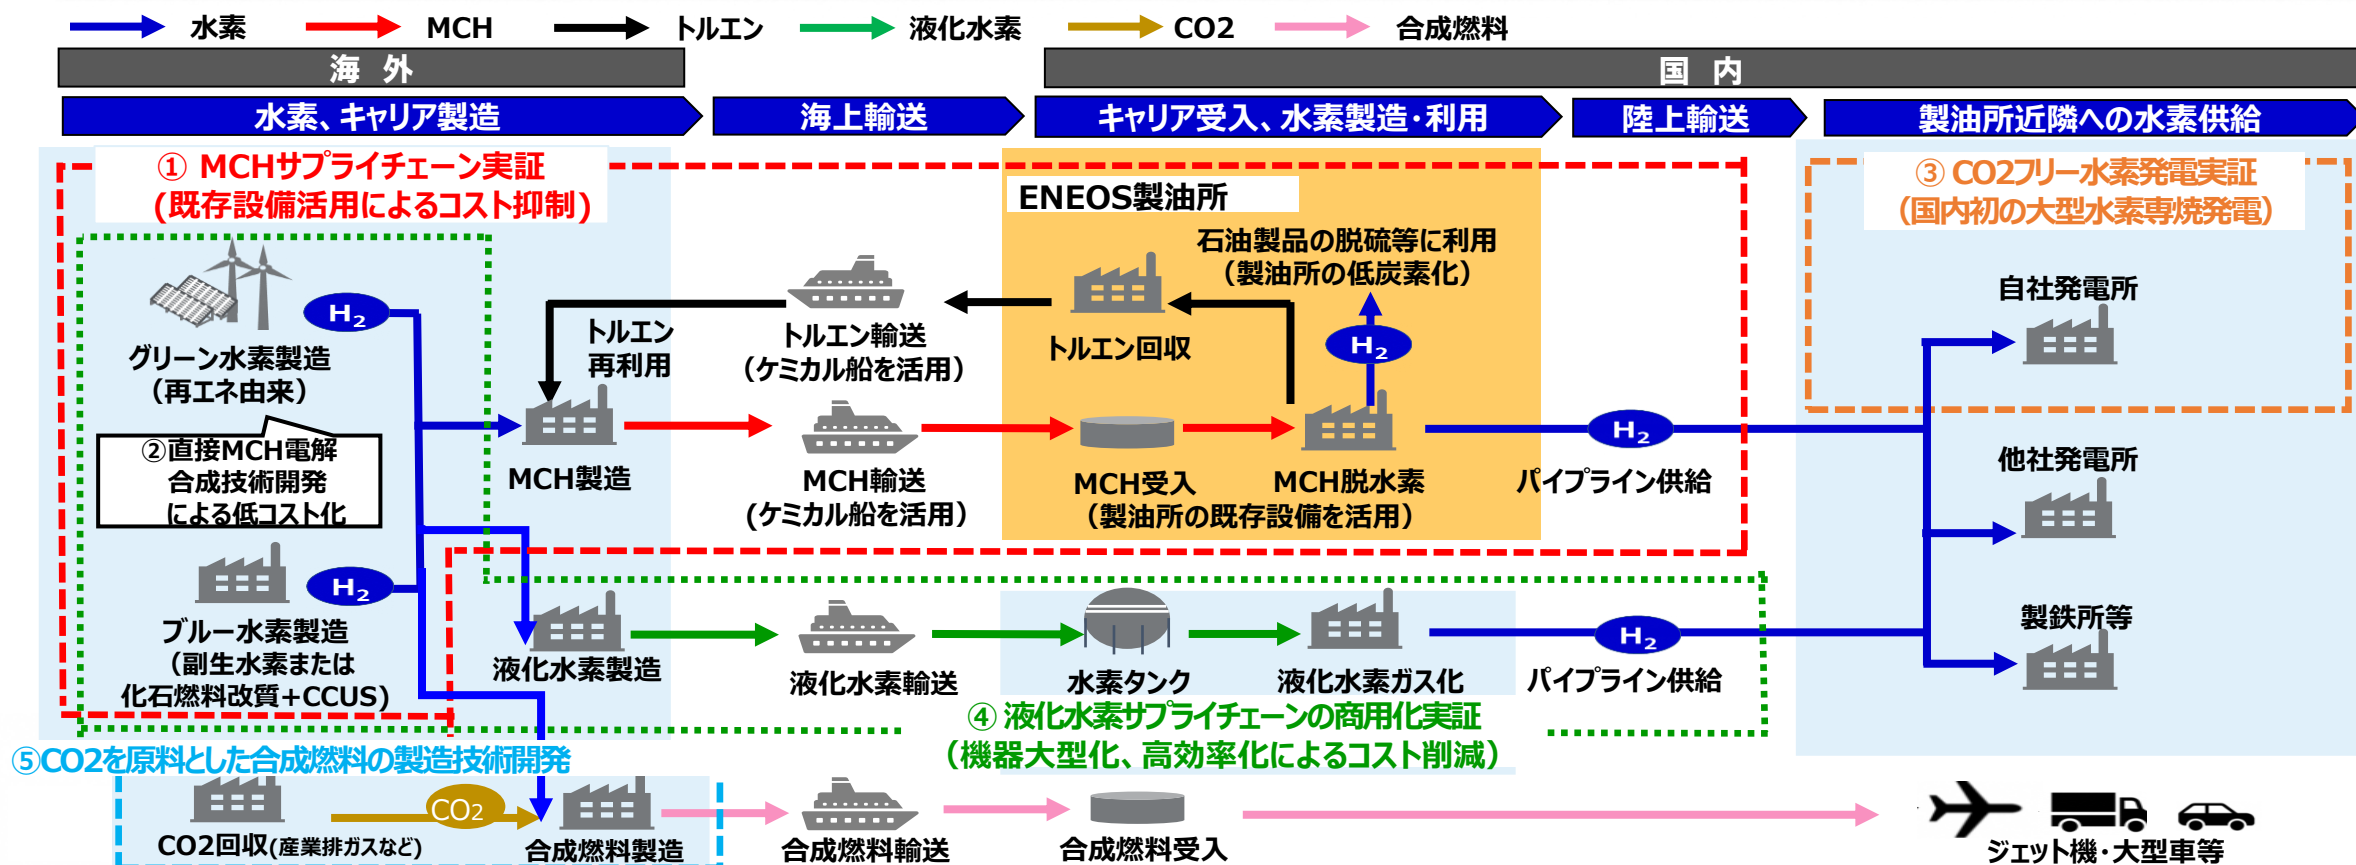 水素
MCH
トルエン
液化水素
CO2
合成燃料
海 外
国 内
水素、キャリア製造
海上輸送
キャリア受入、水素製造・利用
陸上輸送
製油所近隣への水素供給
① MCHサプライチェーン実証
(既存設備活用によるコスト抑制)
ENEOS製油所
③ CO2フリー水素発電実証
(国内初の大型水素専焼発電)
石油製品の脱硫等に利用
(製油所の低炭素化)
自社発電所
H2
グリーン水素製造
(再エネ由来)
トルエン
再利用
トルエン輸送
(ケミカル船を活用)
トルエン回収
H2
②直接MCH電解
合成技術開発
による低コスト化
MCH製造
MCH輸送
(ケミカル船を活用)
MCH受入
MCH脱水素
(製油所の既存設備を活用)
H2
パイプライン供給
他社発電所
H2
ブルー水素製造
(副生水素または
化石燃料改質+CCUS)
液化水素製造
液化水素輸送
水素タンク
液化水素ガス化
H2
パイプライン供給
製鉄所等
④ 液化水素サプライチェーンの商用化実証
(機器大型化、高効率化によるコスト削減)
⑤CO2を原料とした合成燃料の製造技術開発
CO2
CO2回収(産業排ガスなど)
合成燃料製造
合成燃料輸送
合成燃料受入
ジェット機・大型車等